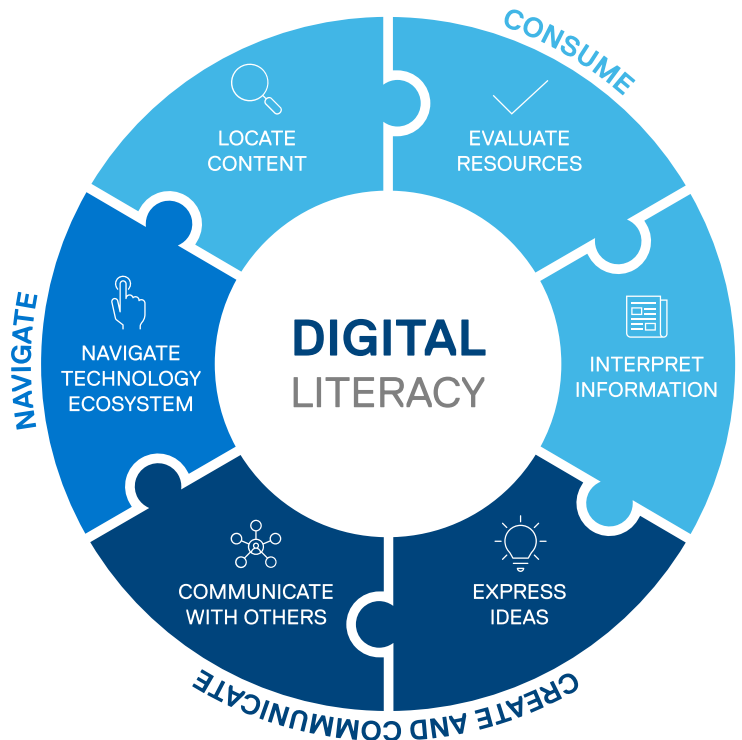 CONSUME
LOCATE
CONTENT
EVALUATE
RESOURCES
NAVIGATE
NAVIGATE
TECHNOLOGY
ECOSYSTEM
DIGITAL
LITERACY
INTERPRET
INFORMATION
COMMUNICATE
WITH OTHERS
EXPRESS
IDEAS
CREATE AND COMMUNICATE